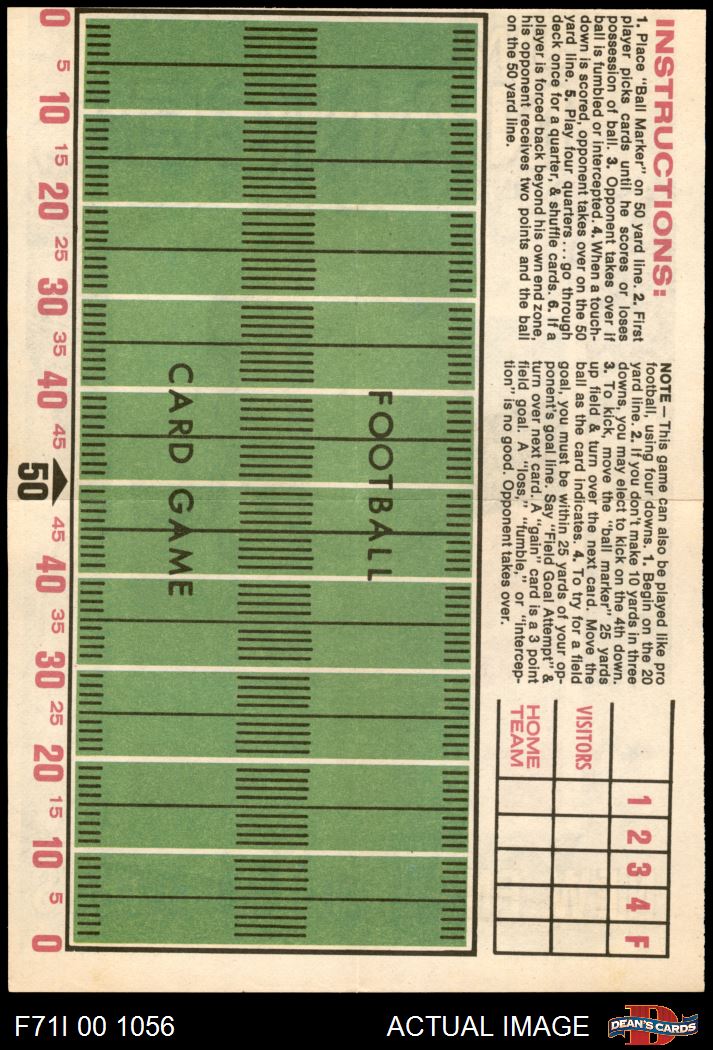 INSTRUCTIONS:
1. Place "Ball Marker" on 50 yard line. 2. First
player picks cards until he scores or loses
possession of ball. 3. Opponent takes over if
ball is fumbled or intercepted. 4. When a touch-
down is scored, opponent takes over on the 50
yard line. 5. Play four quarters...go through
deck once for a quarter, & shuffle cards. 6. If a
player is forced back beyond his own end zone,
his opponent receives two points and the ball
on the 50 yard line.
NOTE — This game can also be played like pro
football, using four downs. 1. Begin on the 20
yard line. 2. If you don't make 10 yards in three
downs, you may elect to kick on the 4th down.
3. To kick, move the "ball marker" 25 yards
up field & turn over the next card. Move the
ball as the card indicates. 4. To try for a field
goal, you must be within 25 yards of your op-
ponent's goal line. Say "Field Goal Attempt" &
turn over next card. A "gain" card is a 3 point
field goal. A "loss," "fumble," or "intercep-
tion" is no good. Opponent takes over.
1 2 3 4 F
VISITORS
HOME
TEAM
FOOTBALL
CARD GAME
0 5 10 15 20 25 30 35 40 45 50 45 40 35 30 25 20 15 10 5 0
F71I 00 1056
ACTUAL IMAGE
D
DEAN'S CARDS